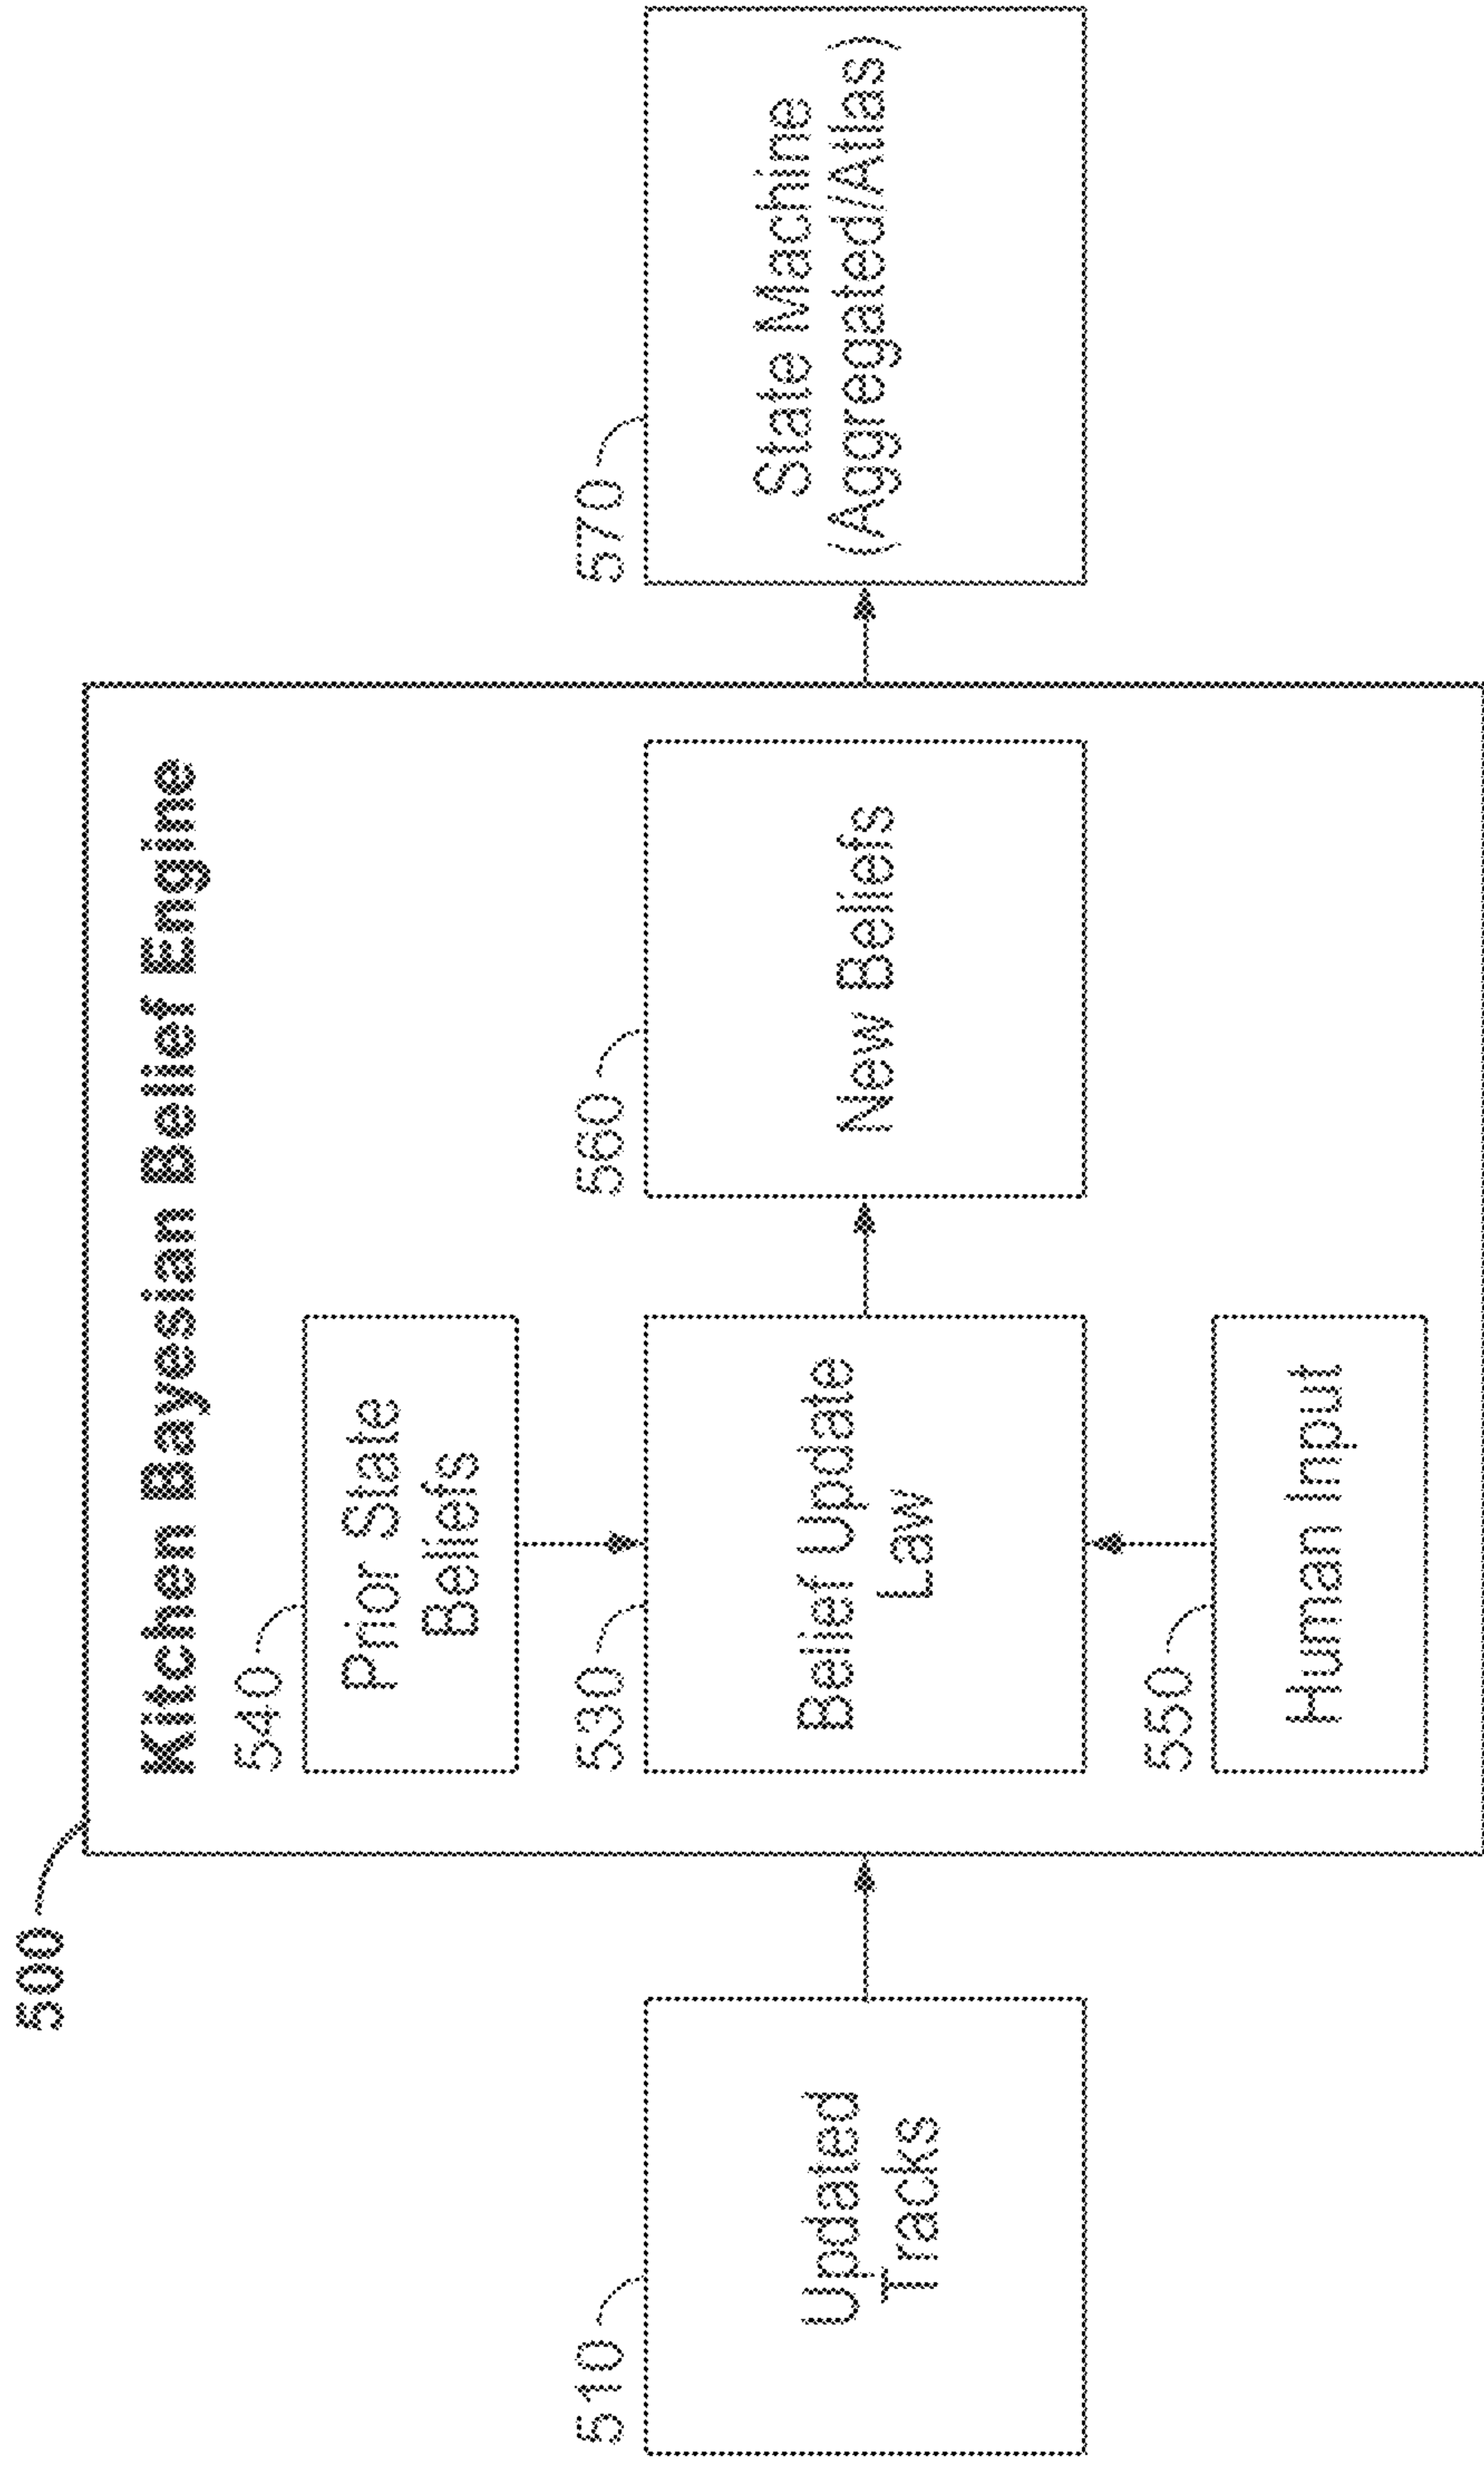 500
Kitchen Bayesian Belief Engine
510
Updated
Tracks
540
Prior State
Beliefs
530
Belief Update
Law
550
Human Input
560
New Beliefs
570
State Machine
(Aggregated/Atlas)